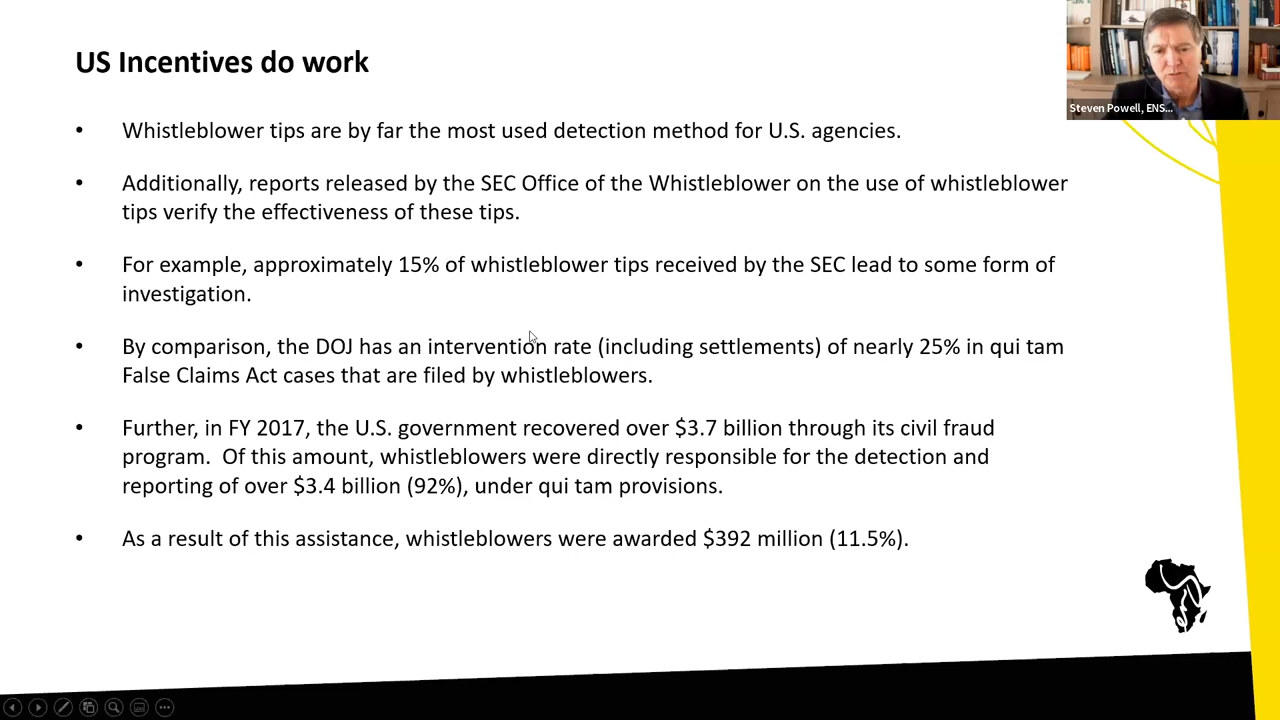 US Incentives do work
Steven Powell, ENS...
• Whistleblower tips are by far the most used detection method for U.S. agencies.
• Additionally, reports released by the SEC Office of the Whistleblower on the use of whistleblower
tips verify the effectiveness of these tips.
• For example, approximately 15% of whistleblower tips received by the SEC lead to some form of
investigation.
• By comparison, the DOJ has an intervention rate (including settlements) of nearly 25% in qui tam
False Claims Act cases that are filed by whistleblowers.
• Further, in FY 2017, the U.S. government recovered over $3.7 billion through its civil fraud
program.  Of this amount, whistleblowers were directly responsible for the detection and
reporting of over $3.4 billion (92%), under qui tam provisions.
• As a result of this assistance, whistleblowers were awarded $392 million (11.5%).